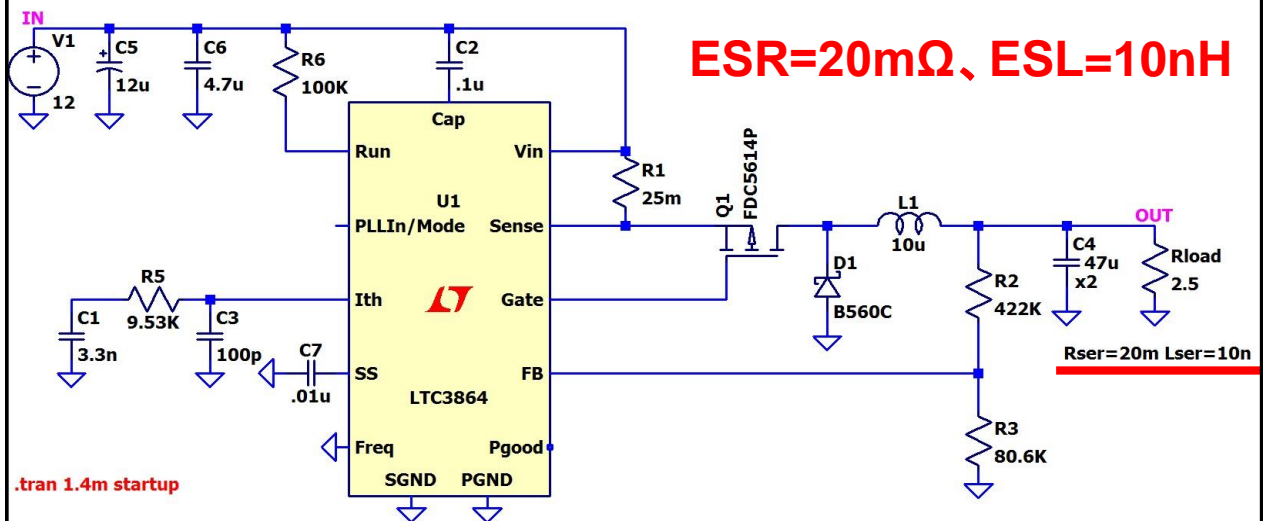 IN
V1
12
C5
12u
C6
4.7u
R6
100K
C2
.1u
ESR=20mΩ、ESL=10nH
Cap
Run
Vin
U1
PLLIn/Mode
Sense
Ith
Gate
SS
FB
LTC3864
Freq
Pgood
SGND
PGND
R1
25m
Q1
FDC5614P
D1
B560C
L1
10u
OUT
C4
47u
x2
Rload
2.5
R2
422K
Rser=20m Lser=10n
R3
80.6K
R5
9.53K
C1
3.3n
C3
100p
C7
.01u
.tran 1.4m startup